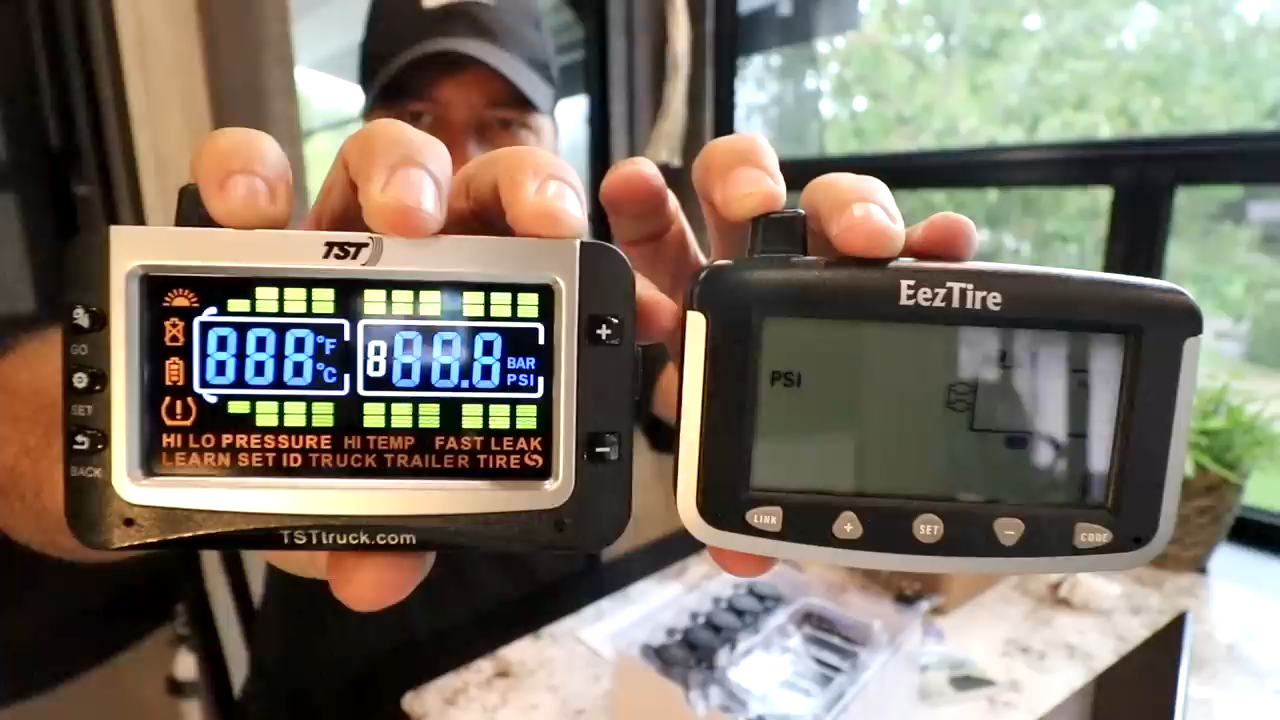 TST
888 °F °C
8 888.8 BAR PSI
HI LO PRESSURE HI TEMP FAST LEAK
LEARN SET ID TRUCK TRAILER TIRE
GO
SET
BACK
+
-
TSTtruck.com
EezTire
PSI
LINK + SET - CODE